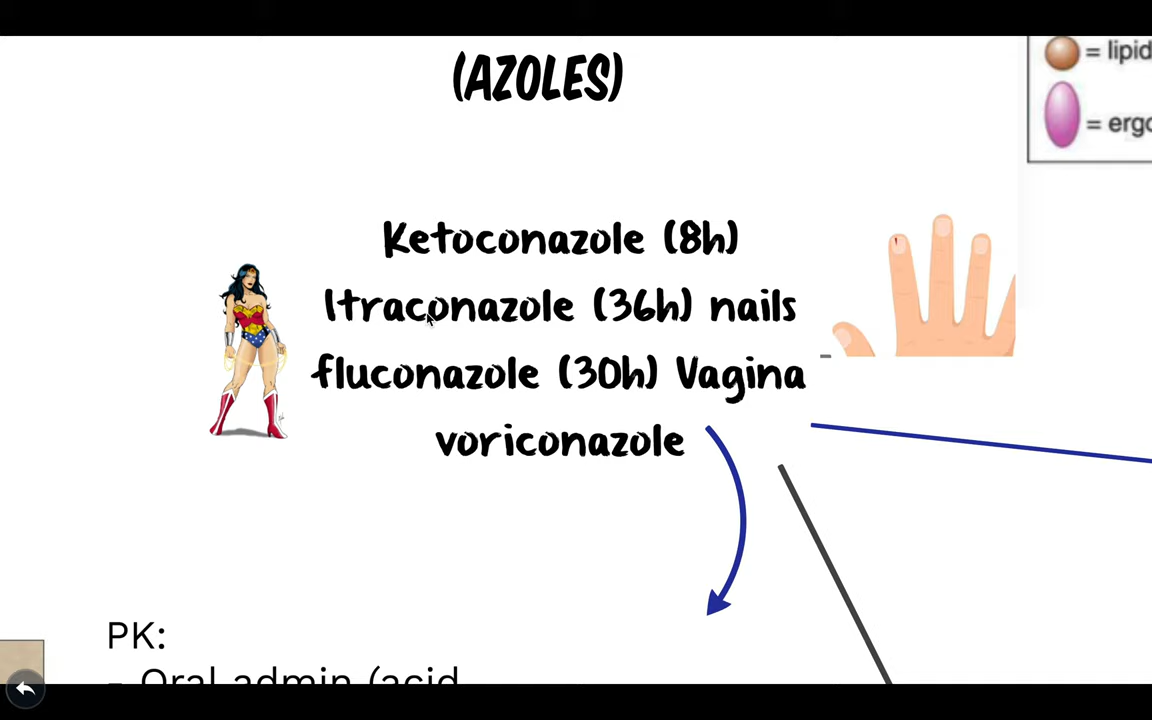 (AZOLES)
= lipid
= ergo
Ketoconazole (8h)
Itraconazole (36h) nails
fluconazole (30h) Vagina
voriconazole
PK:
- Oral admin (acid